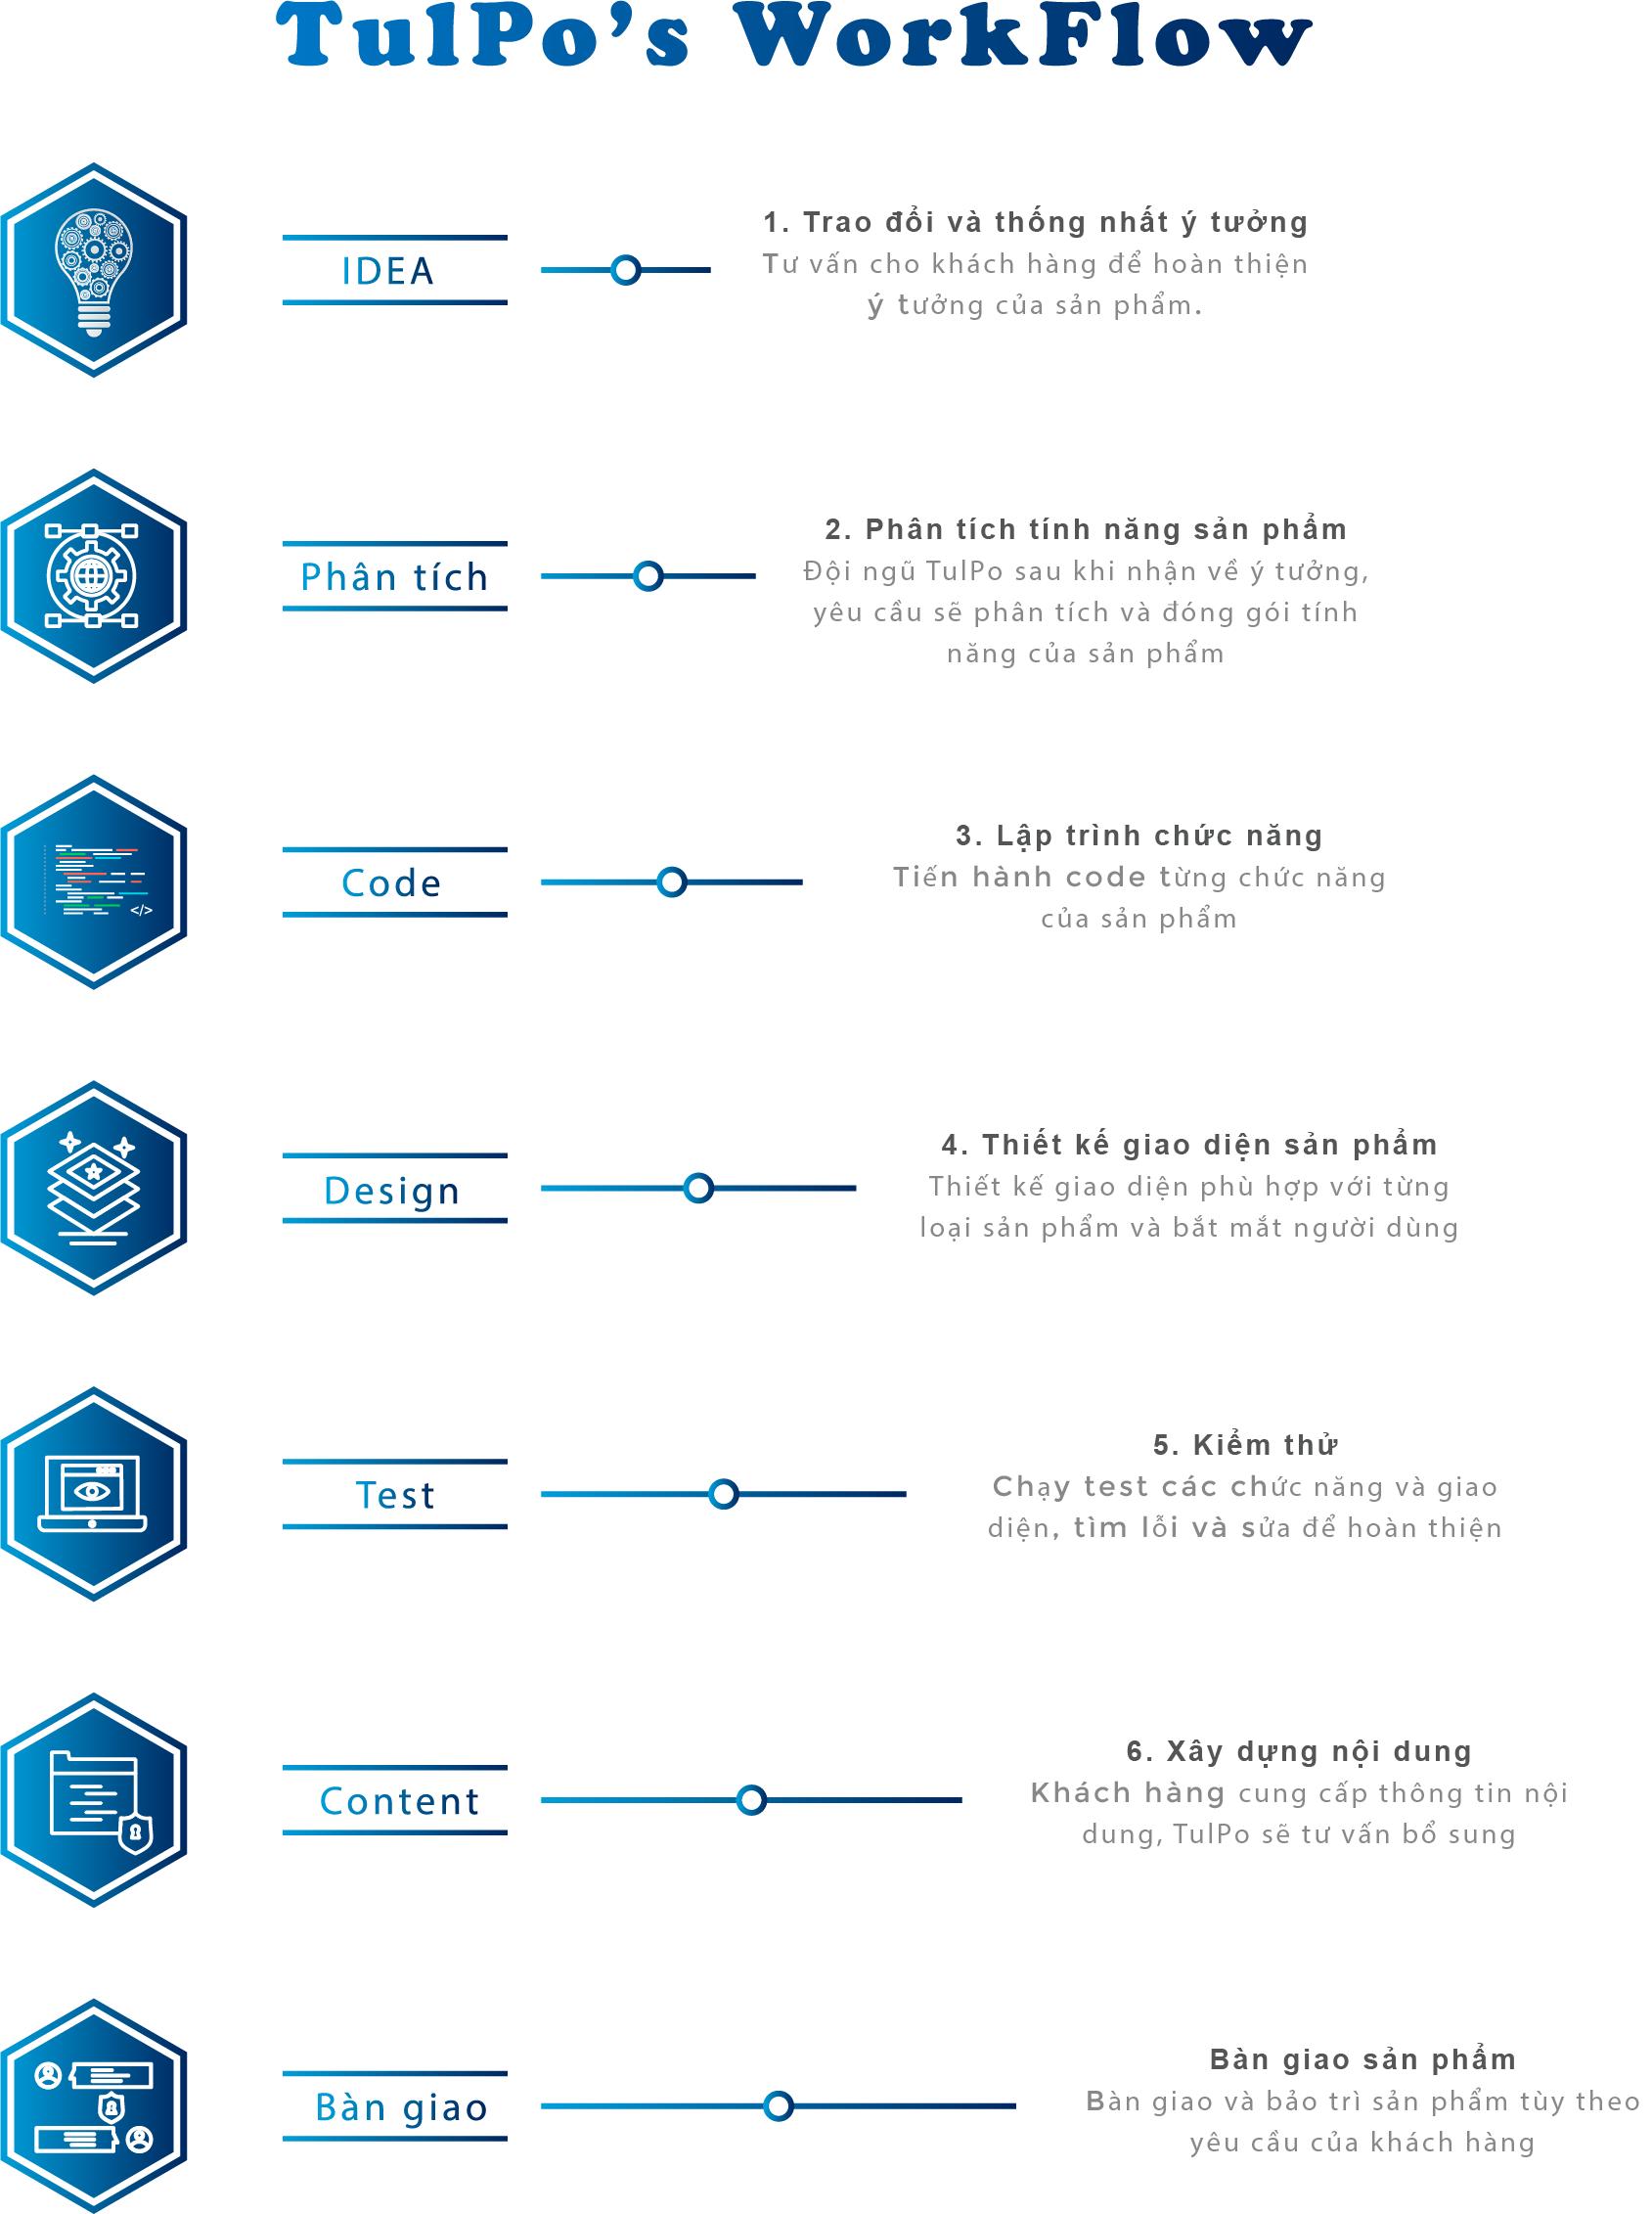 TulPo's WorkFlow
IDEA
1. Trao đổi và thống nhất ý tưởng
Tư vấn cho khách hàng để hoàn thiện
ý tưởng của sản phẩm.
Phân tích
2. Phân tích tính năng sản phẩm
Đội ngũ TulPo sau khi nhận về ý tưởng,
yêu cầu sẽ phân tích và đóng gói tính
năng của sản phẩm
</>
Code
3. Lập trình chức năng
Tiến hành code từng chức năng
của sản phẩm
Design
4. Thiết kế giao diện sản phẩm
Thiết kế giao diện phù hợp với từng
loại sản phẩm và bắt mắt người dùng
Test
5. Kiểm thử
Chạy test các chức năng và giao
diện, tìm lỗi và sửa để hoàn thiện
Content
6. Xây dựng nội dung
Khách hàng cung cấp thông tin nội
dung, TulPo sẽ tư vấn bổ sung
Bàn giao
Bàn giao sản phẩm
Bàn giao và bảo trì sản phẩm tùy theo
yêu cầu của khách hàng